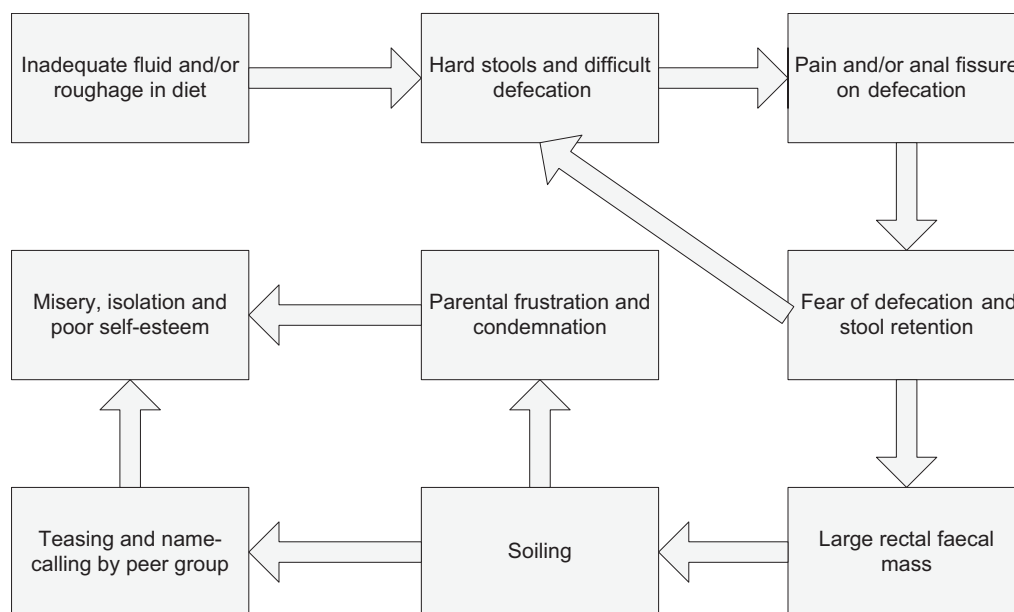 Inadequate fluid and/or
roughage in diet
Hard stools and difficult
defecation
Pain and/or anal fissure
on defecation
Misery, isolation and
poor self-esteem
Parental frustration and
condemnation
Fear of defecation and
stool retention
Teasing and name-
calling by peer group
Soiling
Large rectal faecal
mass